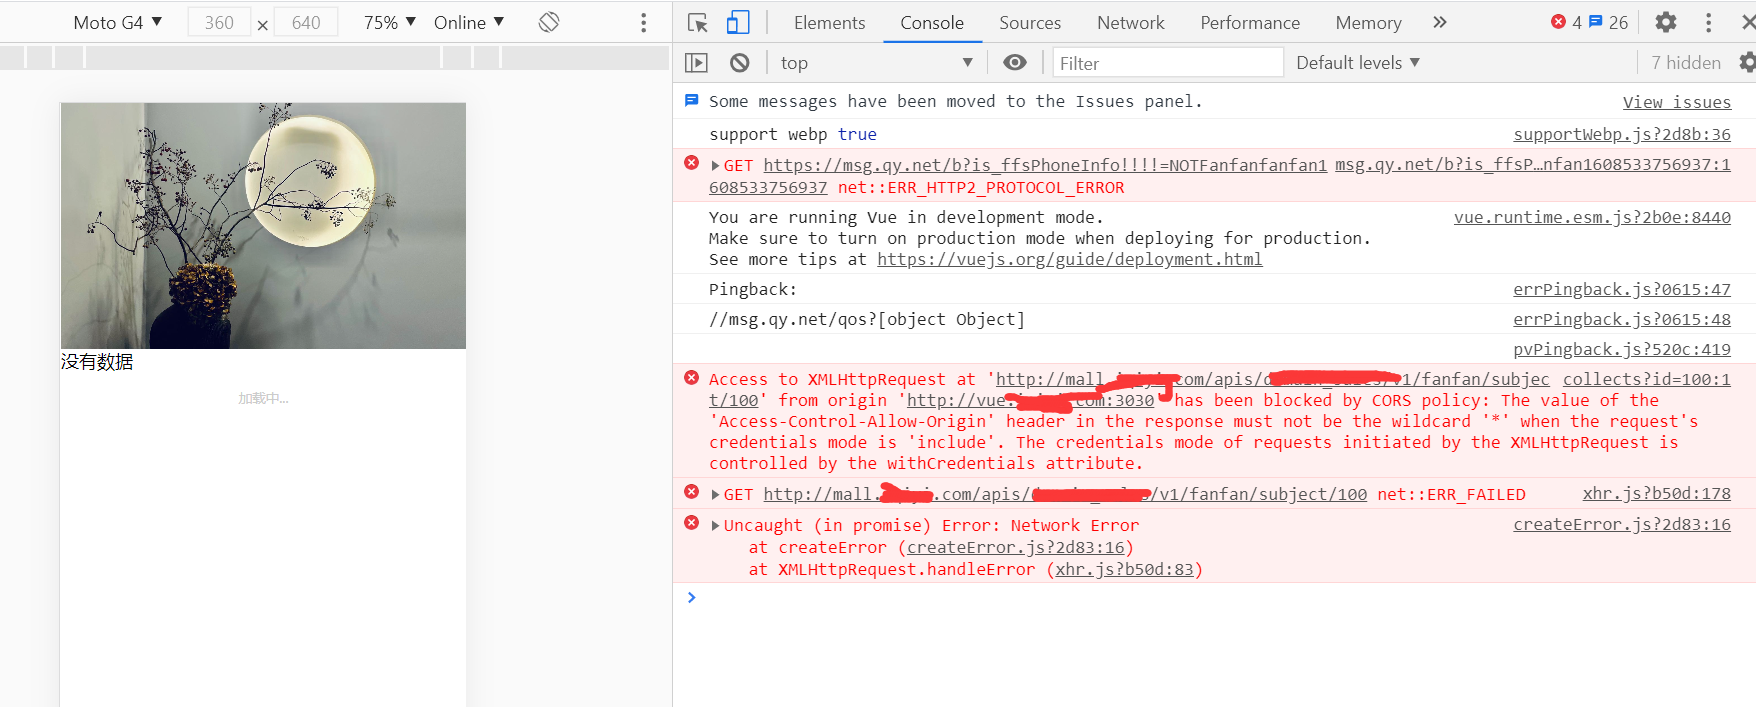 Moto G4 ▼ 360 × 640 75% ▼ Online ▼
Elements Console Sources Network Performance Memory » 4 26
top ▼ Filter Default levels ▼ 7 hidden
Some messages have been moved to the Issues panel. View issues
support webp true supportWebp.js?2d8b:36
GET https://msg.qy.net/b?is_ffsPhoneInfo!!!!=NOTFanfanfanfan1 msg.qy.net/b?is_ffsP…nfan1608533756937:1
608533756937 net::ERR_HTTP2_PROTOCOL_ERROR
You are running Vue in development mode. vue.runtime.esm.js?2b0e:8440
Make sure to turn on production mode when deploying for production.
See more tips at https://vuejs.org/guide/deployment.html
Pingback: errPingback.js?0615:47
//msg.qy.net/qos?[object Object] errPingback.js?0615:48
pvPingback.js?520c:419
Access to XMLHttpRequest at 'http://mall. .com/apis/ v1/fanfan/subjec collects?id=100:1
t/100' from origin 'http://vue. com:3030' has been blocked by CORS policy: The value of the
'Access-Control-Allow-Origin' header in the response must not be the wildcard '*' when the request's
credentials mode is 'include'. The credentials mode of requests initiated by the XMLHttpRequest is
controlled by the withCredentials attribute.
GET http://mall. .com/apis/ /v1/fanfan/subject/100 net::ERR_FAILED xhr.js?b50d:178
Uncaught (in promise) Error: Network Error createError.js?2d83:16
at createError (createError.js?2d83:16)
at XMLHttpRequest.handleError (xhr.js?b50d:83)
没有数据
加载中...